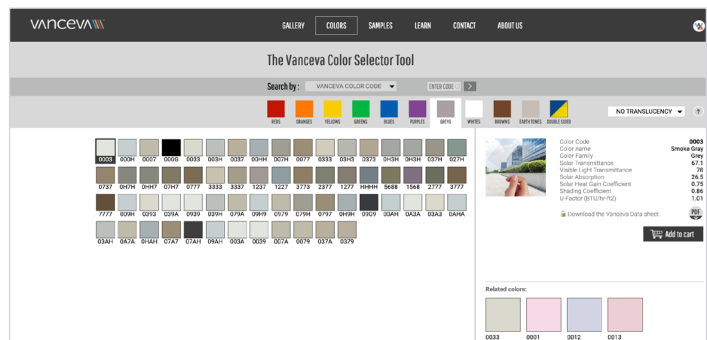 VANCEVA
GALLERY COLORS SAMPLES LEARN CONTACT ABOUT US
The Vanceva Color Selector Tool
Search by: VANCEVA COLOR CODE ENTER CODE >
REDS ORANGES YELLOWS GREENS BLUES PURPLES GREYS WHITES BROWNS EARTH TONES DOUBLE SIDED NO TRANSLUCENCY
0003 000H 0007 000G 0033 003H 0037 00HH 007H 0077 0333 03H3 0373 0H3H 0H3H 037H 027H
0737 0H7H 0HH7 07H7 0777 3333 3337 1237 1227 3773 2377 1277 HHHH 5688 1568 2777 3777
7777 009H 0393 039A 0939 039H 079A 09H9 0979 079H 0797 0H9H 0909 00AH 0A3A 03A3 0AHA
03AH 0A7A 0HAH 07A7 07AH 09AH 003A 0039 007A 0079 037A 0379
Color Code 0003
Color name Smoke Gray
Color Family Grey
Solar Transmittance 67.1
Visible Light Transmittance 70
Solar Absorption 26.5
Solar Heat Gain Coefficient 0.75
Shading Coefficient 0.86
U-Factor (BTU/hr-ft2) 1.01
Download the Vanceva Data sheet PDF
Add to cart
Related colors:
0033 0001 0012 0013